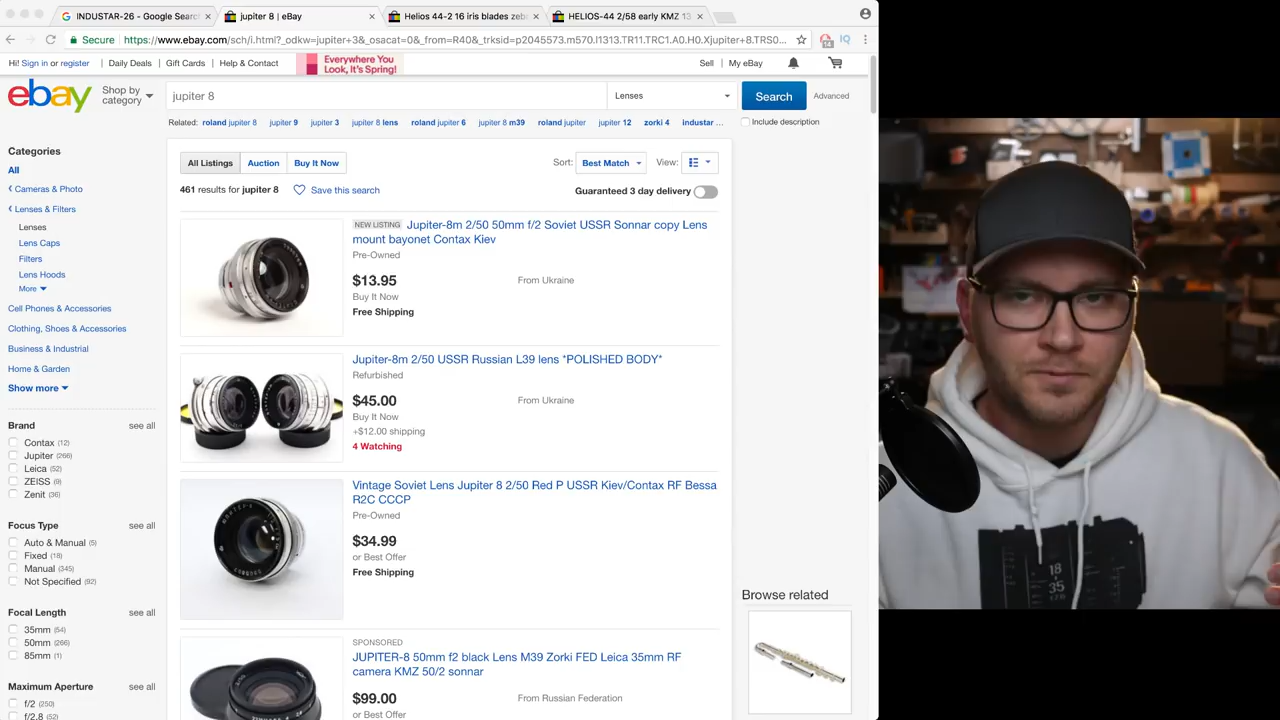 INDUSTAR-26 - Google Searc
jupiter 8 | eBay
Helios 44-2 16 iris blades zeb
HELIOS-44 2/58 early KMZ 13
Secure
https://www.ebay.com/sch/i.html?_odkw=jupiter+3&_osacat=0&_from=R40&_trksid=p2045573.m570.l1313.TR11.TRC1.A0.H0.Xjupiter+8.TRS0...
14
IQ
Hi! Sign in or register
Daily Deals
Gift Cards
Help & Contact
Everywhere You
Look, it's Spring!
Sell
My eBay
ebay
Shop by
category
jupiter 8
Lenses
Search
Advanced
Related: roland jupiter 8 jupiter 9 jupiter 3 jupiter 8 lens roland jupiter 6 jupiter 8 m39 roland jupiter jupiter 12 zorki 4 industar ...
Include description
Categories
All
Cameras & Photo
Lenses & Filters
Lenses
Lens Caps
Filters
Lens Hoods
More
Cell Phones & Accessories
Clothing, Shoes & Accessories
Business & Industrial
Home & Garden
Show more
Brand see all
Contax (12)
Jupiter (266)
Leica (52)
ZEISS (9)
Zenit (36)
Focus Type see all
Auto & Manual (5)
Fixed (18)
Manual (345)
Not Specified (92)
Focal Length see all
35mm (54)
50mm (266)
85mm (1)
Maximum Aperture see all
f/2 (250)
f/2.8 (52)
All Listings
Auction
Buy It Now
Sort: Best Match
View:
461 results for jupiter 8
Save this search
Guaranteed 3 day delivery
NEW LISTING Jupiter-8m 2/50 50mm f/2 Soviet USSR Sonnar copy Lens
mount bayonet Contax Kiev
Pre-Owned
$13.95 From Ukraine
Buy It Now
Free Shipping
Jupiter-8m 2/50 USSR Russian L39 lens *POLISHED BODY*
Refurbished
$45.00 From Ukraine
Buy It Now
+$12.00 shipping
4 Watching
Vintage Soviet Lens Jupiter 8 2/50 Red P USSR Kiev/Contax RF Bessa
R2C CCCP
Pre-Owned
$34.99
or Best Offer
Free Shipping
SPONSORED
JUPITER-8 50mm f2 black Lens M39 Zorki FED Leica 35mm RF
camera KMZ 50/2 sonnar
$99.00 From Russian Federation
or Best Offer
Browse related
18
35